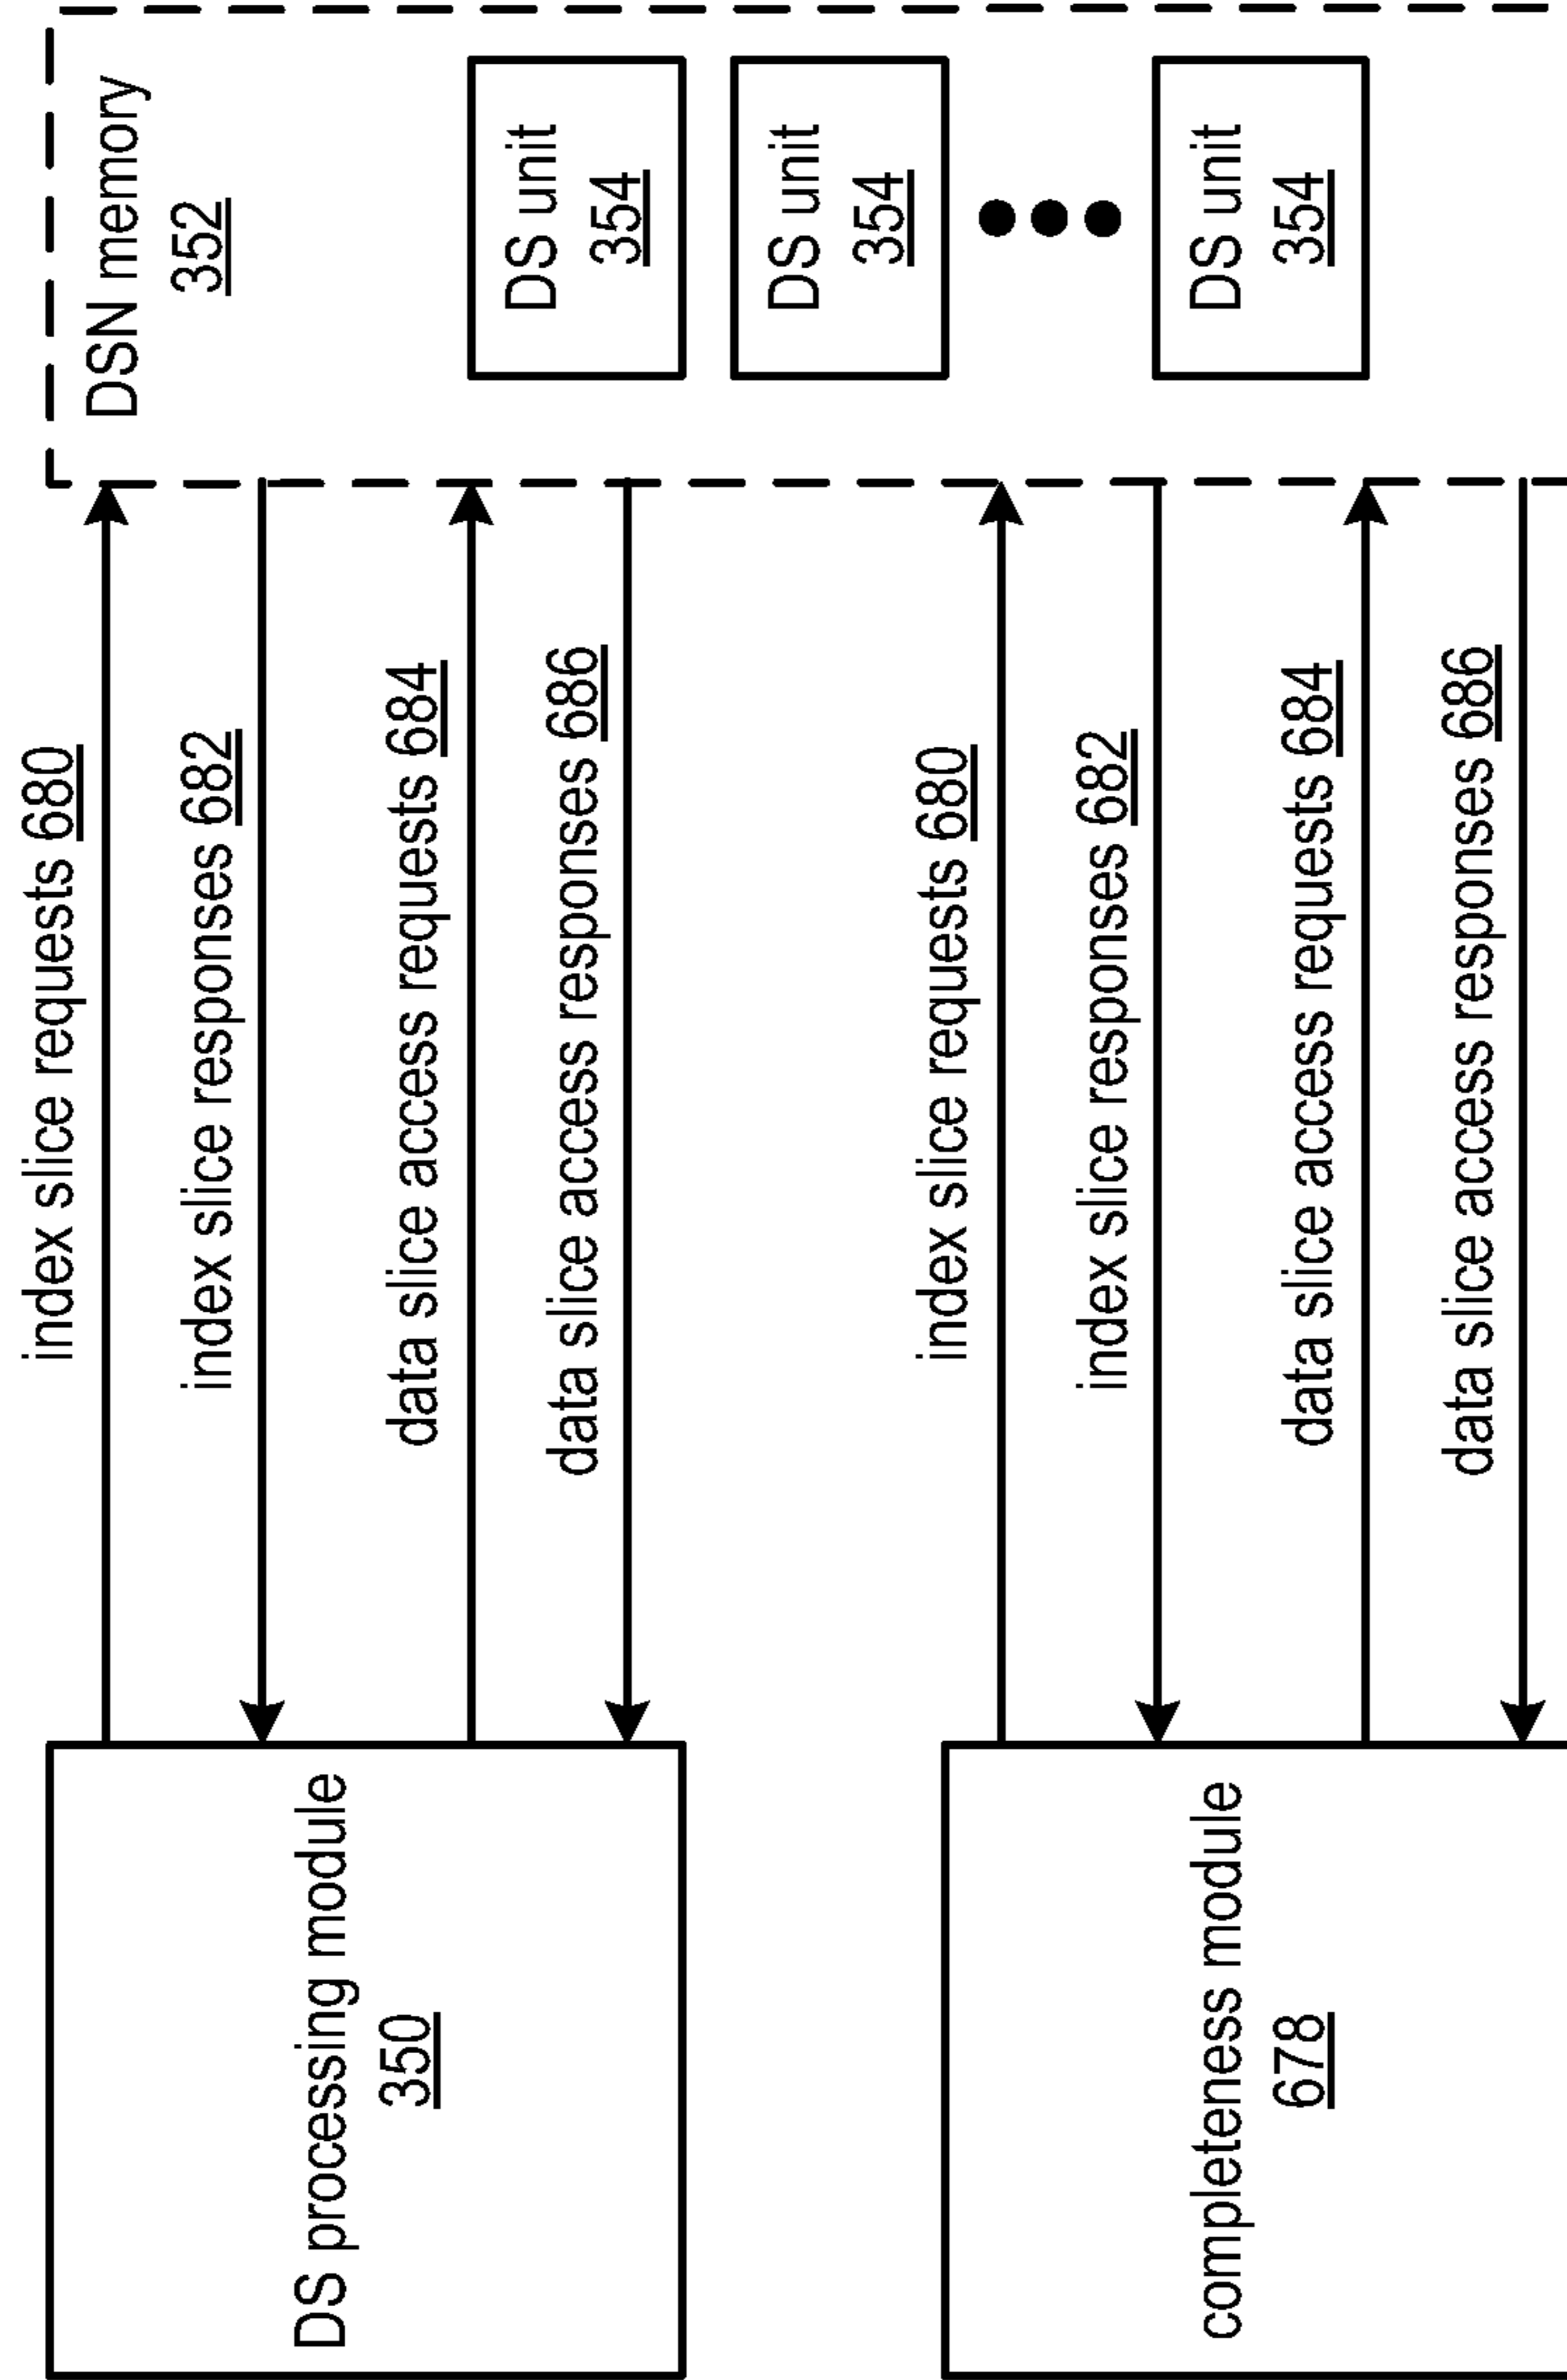 DS processing module
350
index slice requests 680
index slice responses 682
data slice access requests 684
data slice access responses 686
completeness module
678
index slice requests 680
index slice responses 682
data slice access requests 684
data slice access responses 686
DSN memory
352
DS unit
354
DS unit
354
DS unit
354